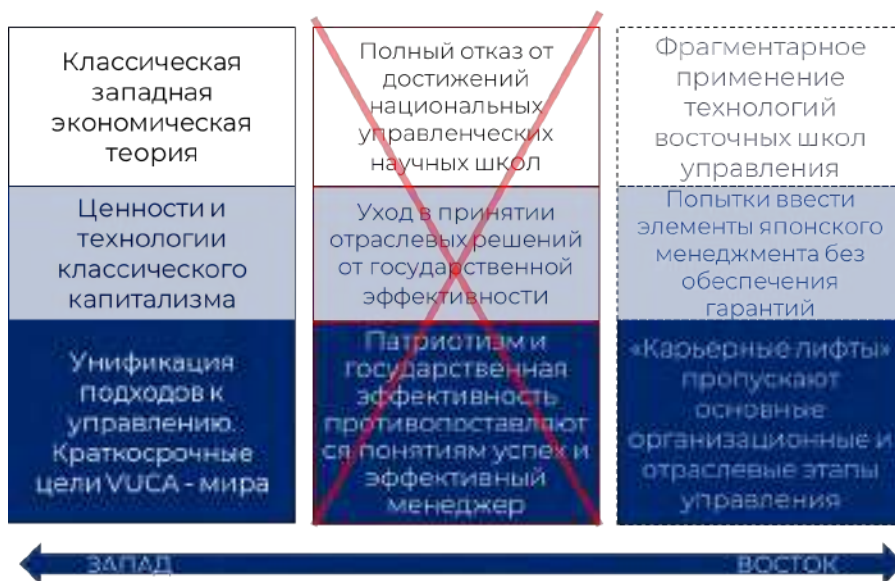 Классическая
западная
экономическая
теория
Ценности и
технологии
классического
капитализма
Унификация
подходов к
управлению.
Краткосрочные
цели VUCA - мира
Полный отказ от
достижений
национальных
управленческих
научных школ
Уход в принятии
отраслевых решений
от государственной
эффективности
Патриотизм и
государственная
эффективность
противопоставляют
ся понятиям успех и
эффективный
менеджер
Фрагментарное
применение
технологий
восточных школ
управления
Попытки ввести
элементы японского
менеджмента без
обеспечения
гарантий
«Карьерные лифты»
пропускают
основные
организационные и
отраслевые этапы
управления
ЗАПАД
ВОСТОК